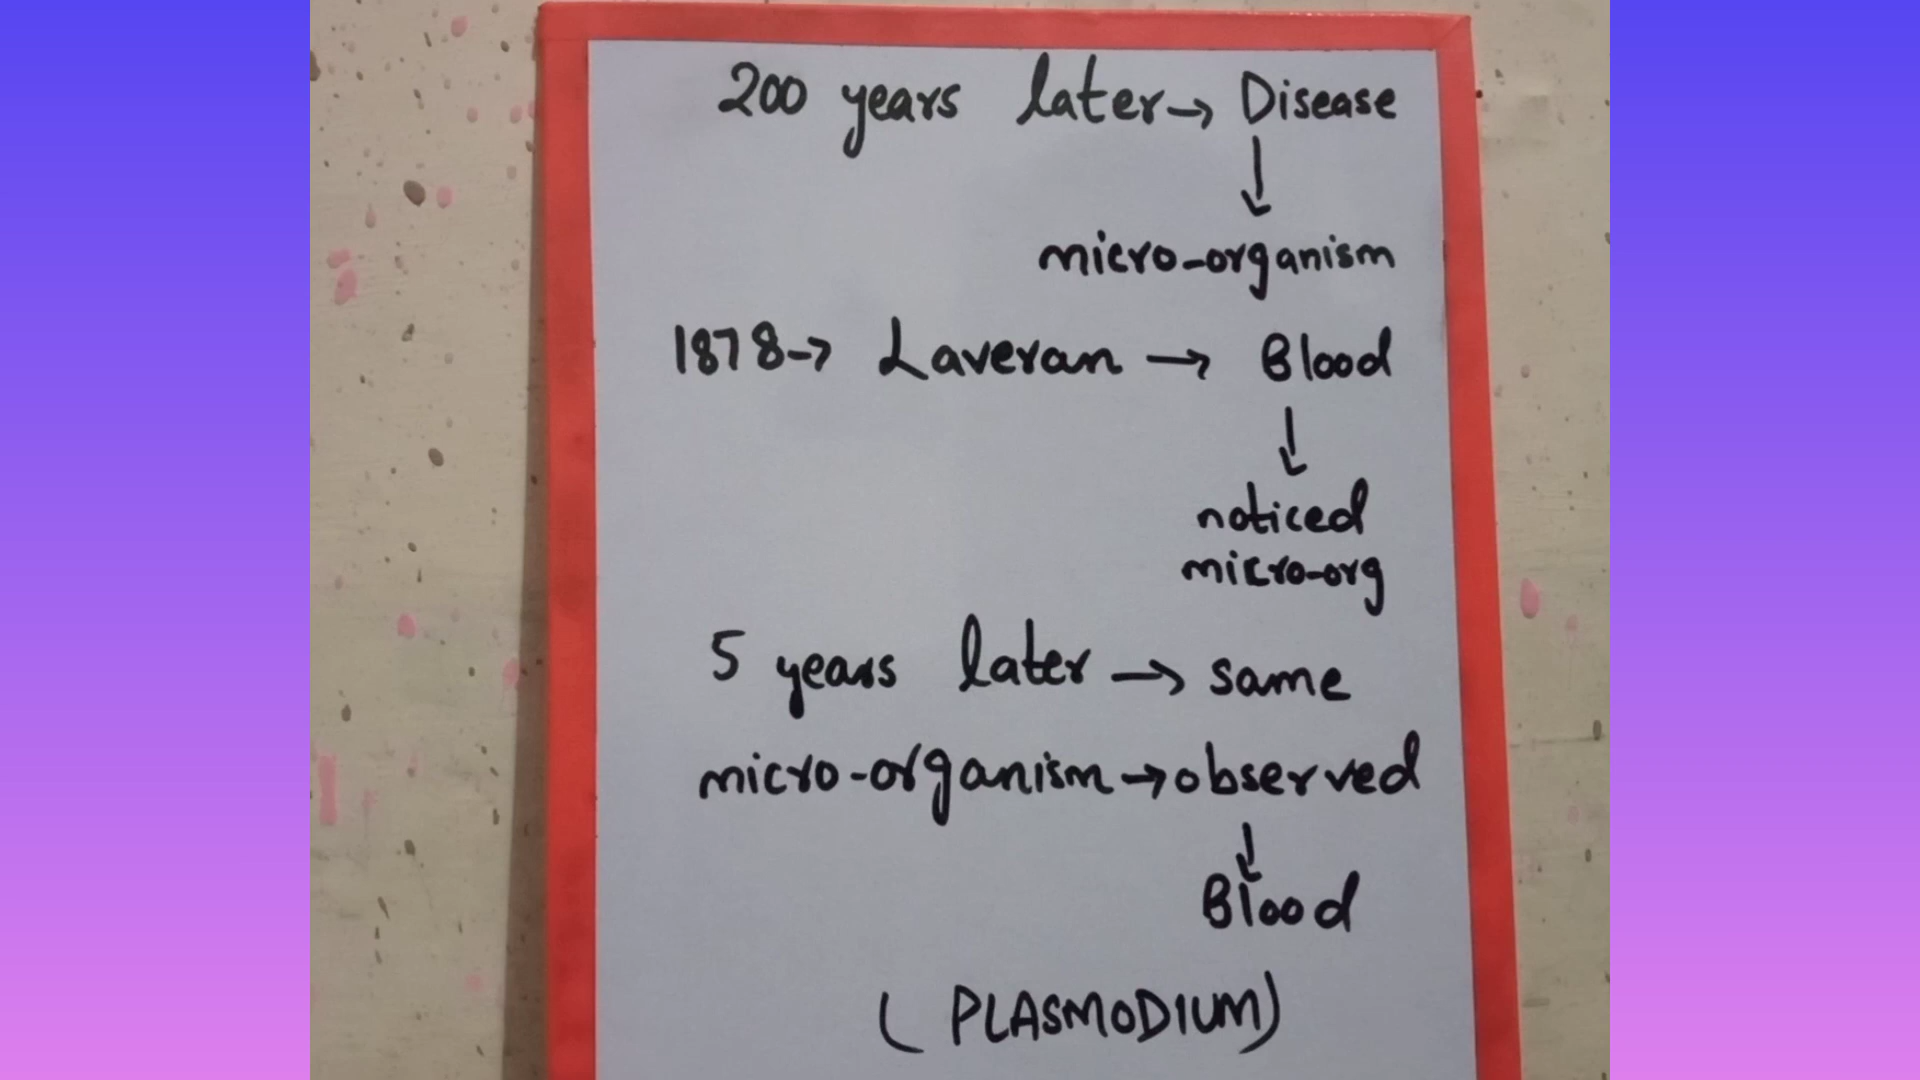 200 years later → Disease
↓
micro-organism
1878 → Laveran → Blood
↓
noticed
micro-org
5 years later → same
micro-organism → observed
↓
Blood
( PLASMODIUM)